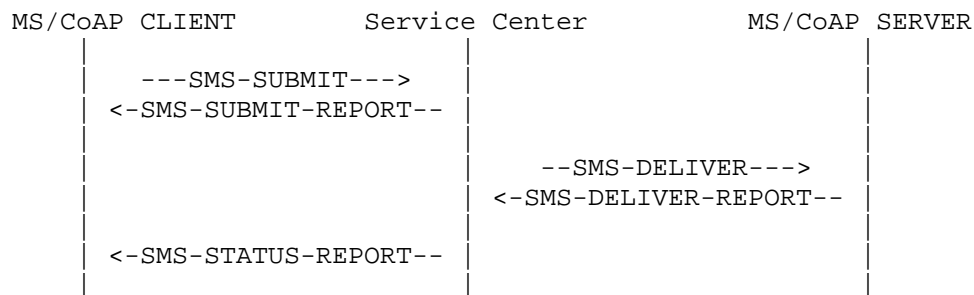 MS/CoAP CLIENT Service Center MS/CoAP SERVER
---SMS-SUBMIT--->
<-SMS-SUBMIT-REPORT--
--SMS-DELIVER--->
<-SMS-DELIVER-REPORT--
<-SMS-STATUS-REPORT--